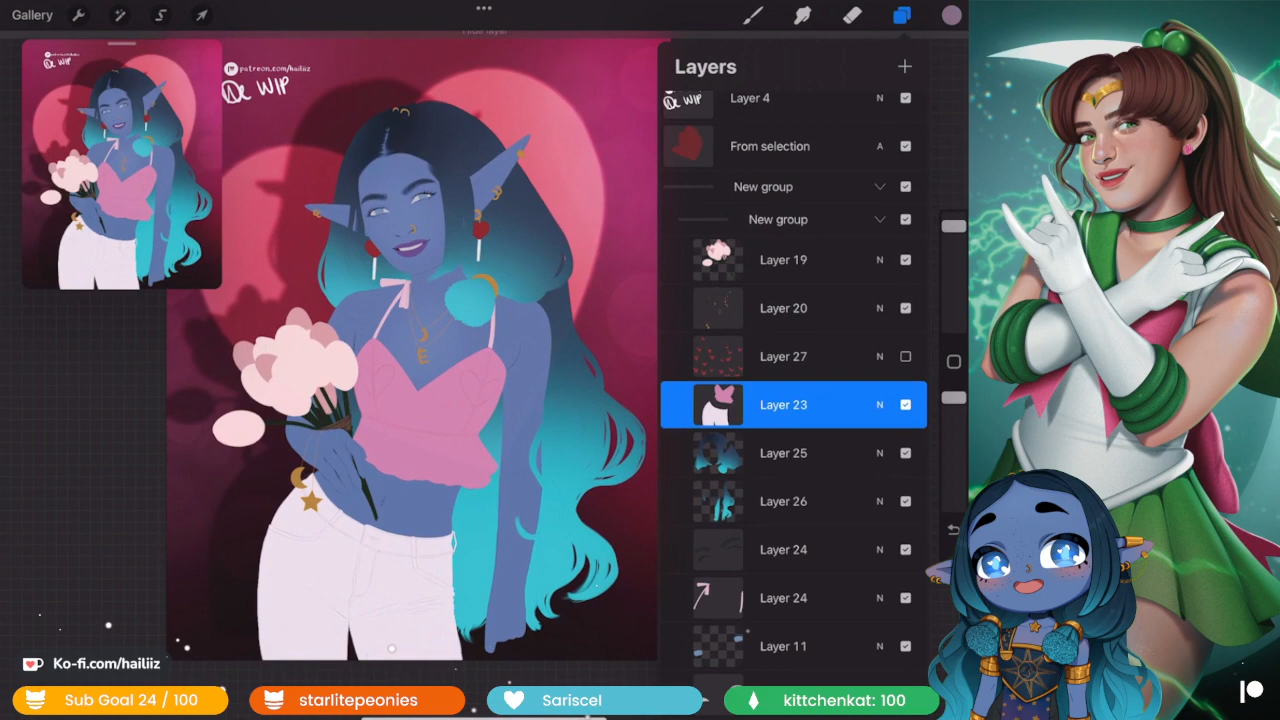 Gallery
patreon.com/hailiiz
WIP
Layers
Layer 4 N
From selection A
New group
New group
Layer 19 N
Layer 20 N
Layer 27 N
Layer 23 N
Layer 25 N
Layer 26 N
Layer 24 N
Layer 24 N
Layer 11 N
Ko-fi.com/hailiiz
Sub Goal 24 / 100
starlitepeonies
Sariscel
kittchenkat: 100